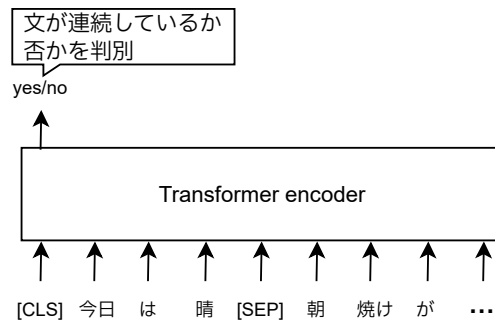 文が連続しているか
否かを判別
yes/no
Transformer encoder
[CLS] 今日 は 晴 [SEP] 朝 焼け が ...